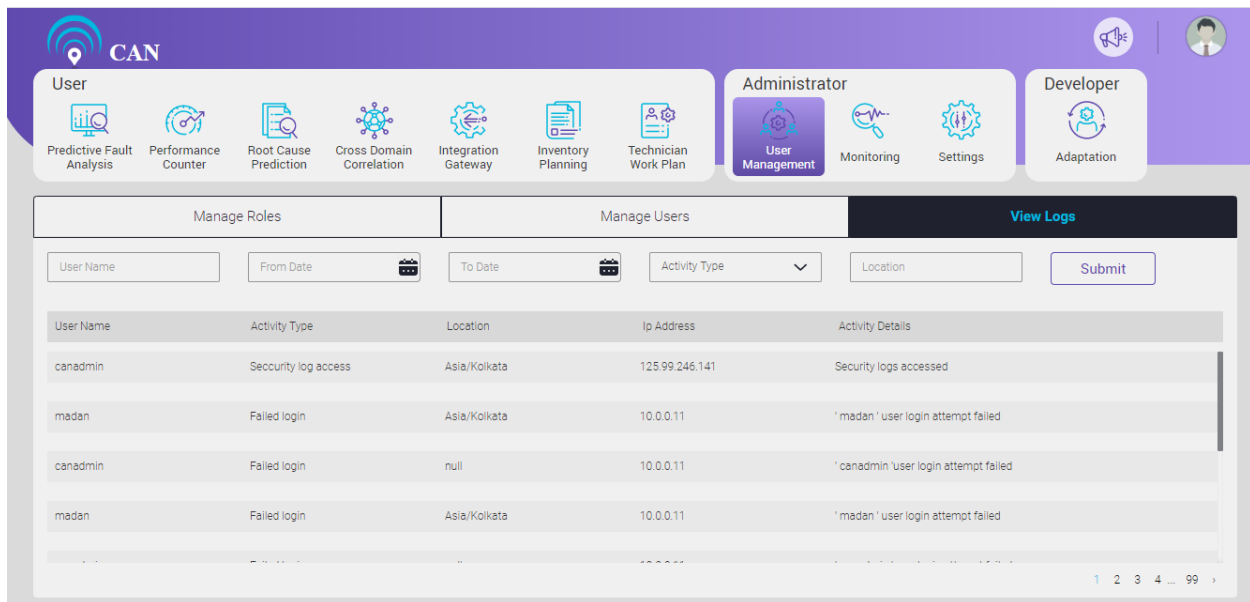 CAN
User
Administrator
Developer
Predictive Fault Analysis
Performance Counter
Root Cause Prediction
Cross Domain Correlation
Integration Gateway
Inventory Planning
Technician Work Plan
User Management
Monitoring
Settings
Adaptation
Manage Roles
Manage Users
View Logs
User Name
From Date
To Date
Activity Type
Location
Submit
User Name Activity Type Location Ip Address Activity Details
canadmin Seccurity log access Asia/Kolkata 125.99.246.141 Security logs accessed
madan Failed login Asia/Kolkata 10.0.0.11 ' madan ' user login attempt failed
canadmin Failed login null 10.0.0.11 ' canadmin 'user login attempt failed
madan Failed login Asia/Kolkata 10.0.0.11 ' madan ' user login attempt failed
1 2 3 4 ... 99 ›